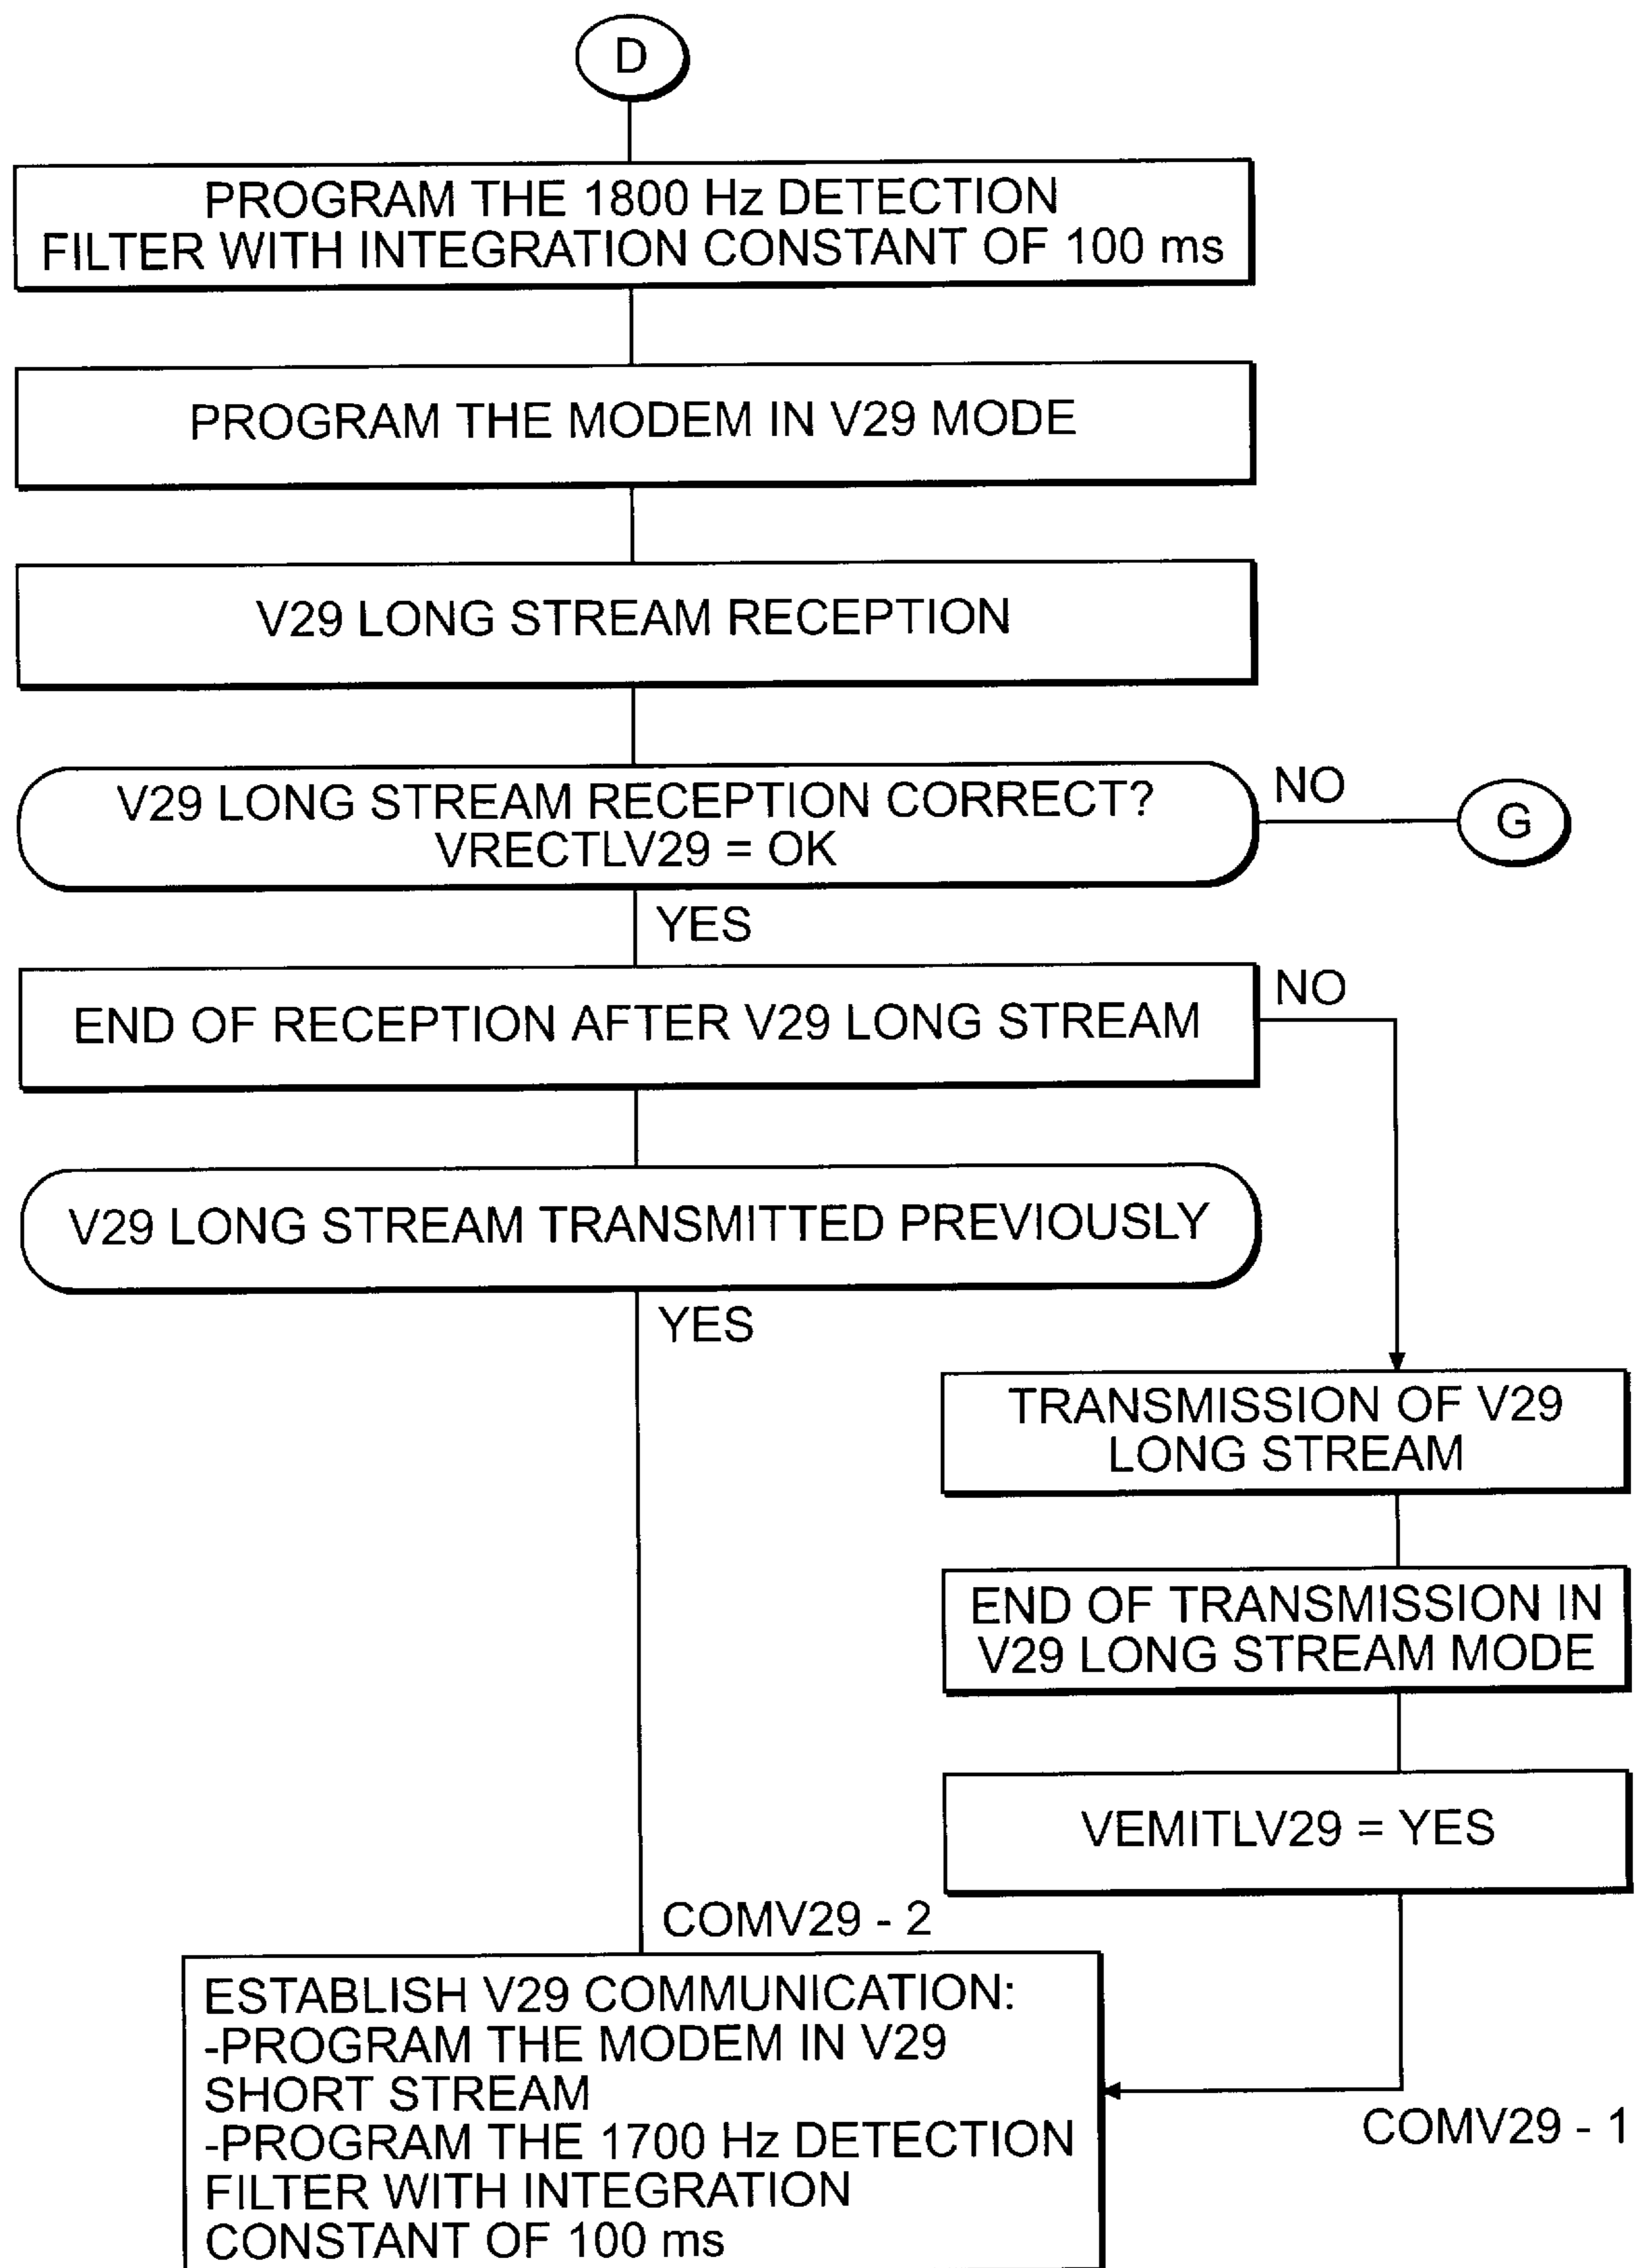 D
PROGRAM THE 1800 Hz DETECTION
FILTER WITH INTEGRATION CONSTANT OF 100 ms
PROGRAM THE MODEM IN V29 MODE
V29 LONG STREAM RECEPTION
V29 LONG STREAM RECEPTION CORRECT?
VRECTLV29 = OK
NO
G
YES
END OF RECEPTION AFTER V29 LONG STREAM
NO
V29 LONG STREAM TRANSMITTED PREVIOUSLY
YES
TRANSMISSION OF V29
LONG STREAM
END OF TRANSMISSION IN
V29 LONG STREAM MODE
VEMITLV29 = YES
COMV29 - 2
ESTABLISH V29 COMMUNICATION:
-PROGRAM THE MODEM IN V29
SHORT STREAM
-PROGRAM THE 1700 Hz DETECTION
FILTER WITH INTEGRATION
CONSTANT OF 100 ms
COMV29 - 1